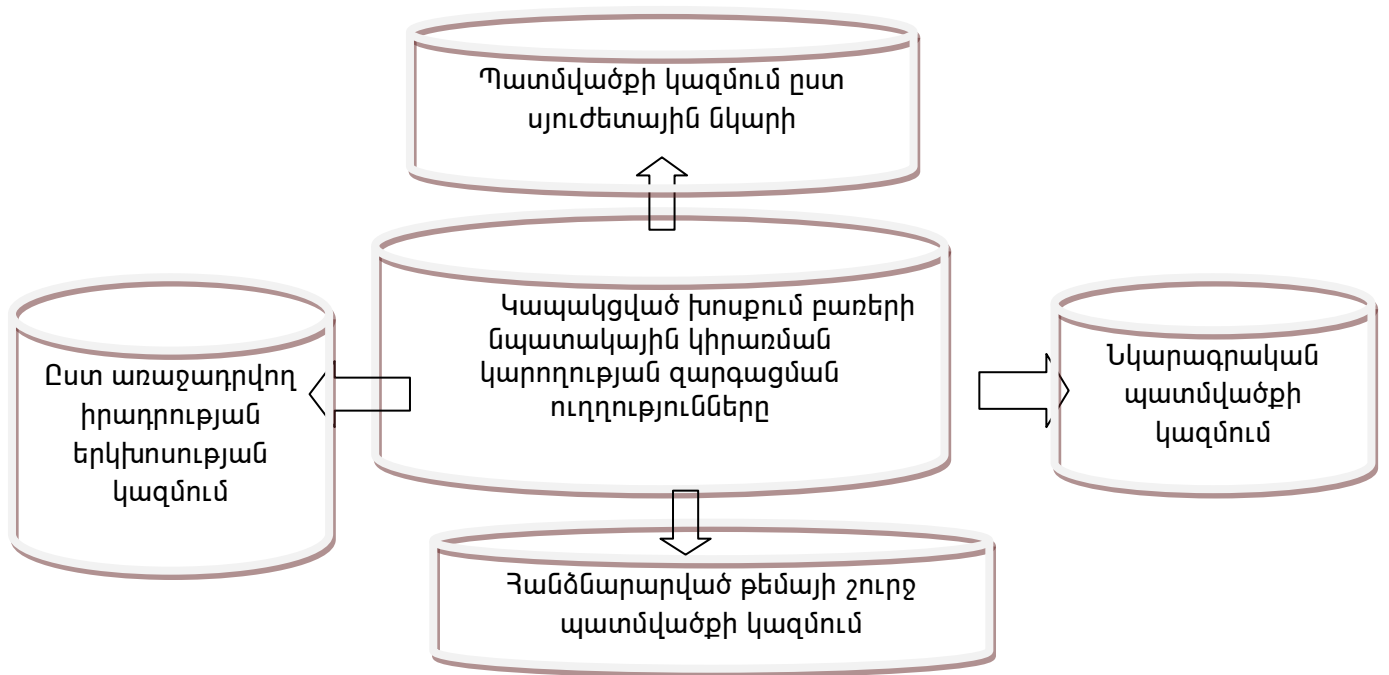 Պատմվածքի կազմում ըստ
սյուժետային նկարի
Կապակցված խոսքում բառերի
նպատակային կիրառման
կարողության զարգացման
ուղղությունները
Ըստ առաջադրվող
իրադրության
երկխոսության
կազմում
Նկարագրական
պատմվածքի
կազմում
Հանձնարարված թեմայի շուրջ
պատմվածքի կազմում